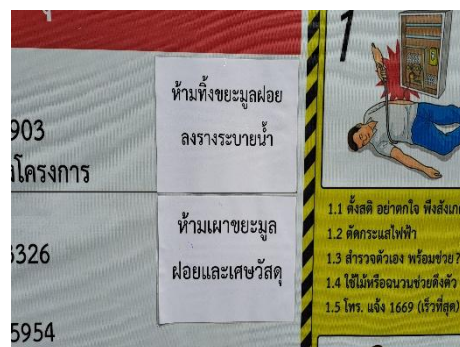 903
โครงการ
3326
5954
ห้ามทิ้งขยะมูลฝอย
ลงรางระบายน้ำ
ห้ามเผาขยะมูล
ฝอยและเศษวัสดุ
1
1.1 ตั้งสติ อย่าตกใจ พึงสังเก
1.2 ตัดกระแสไฟฟ้า
1.3 สำรวจตัวเอง พร้อมช่วย?
1.4 ใช้ไม้หรือฉนวนช่วยดึงตัว
1.5 โทร. แจ้ง 1669 (เร็วที่สุด)